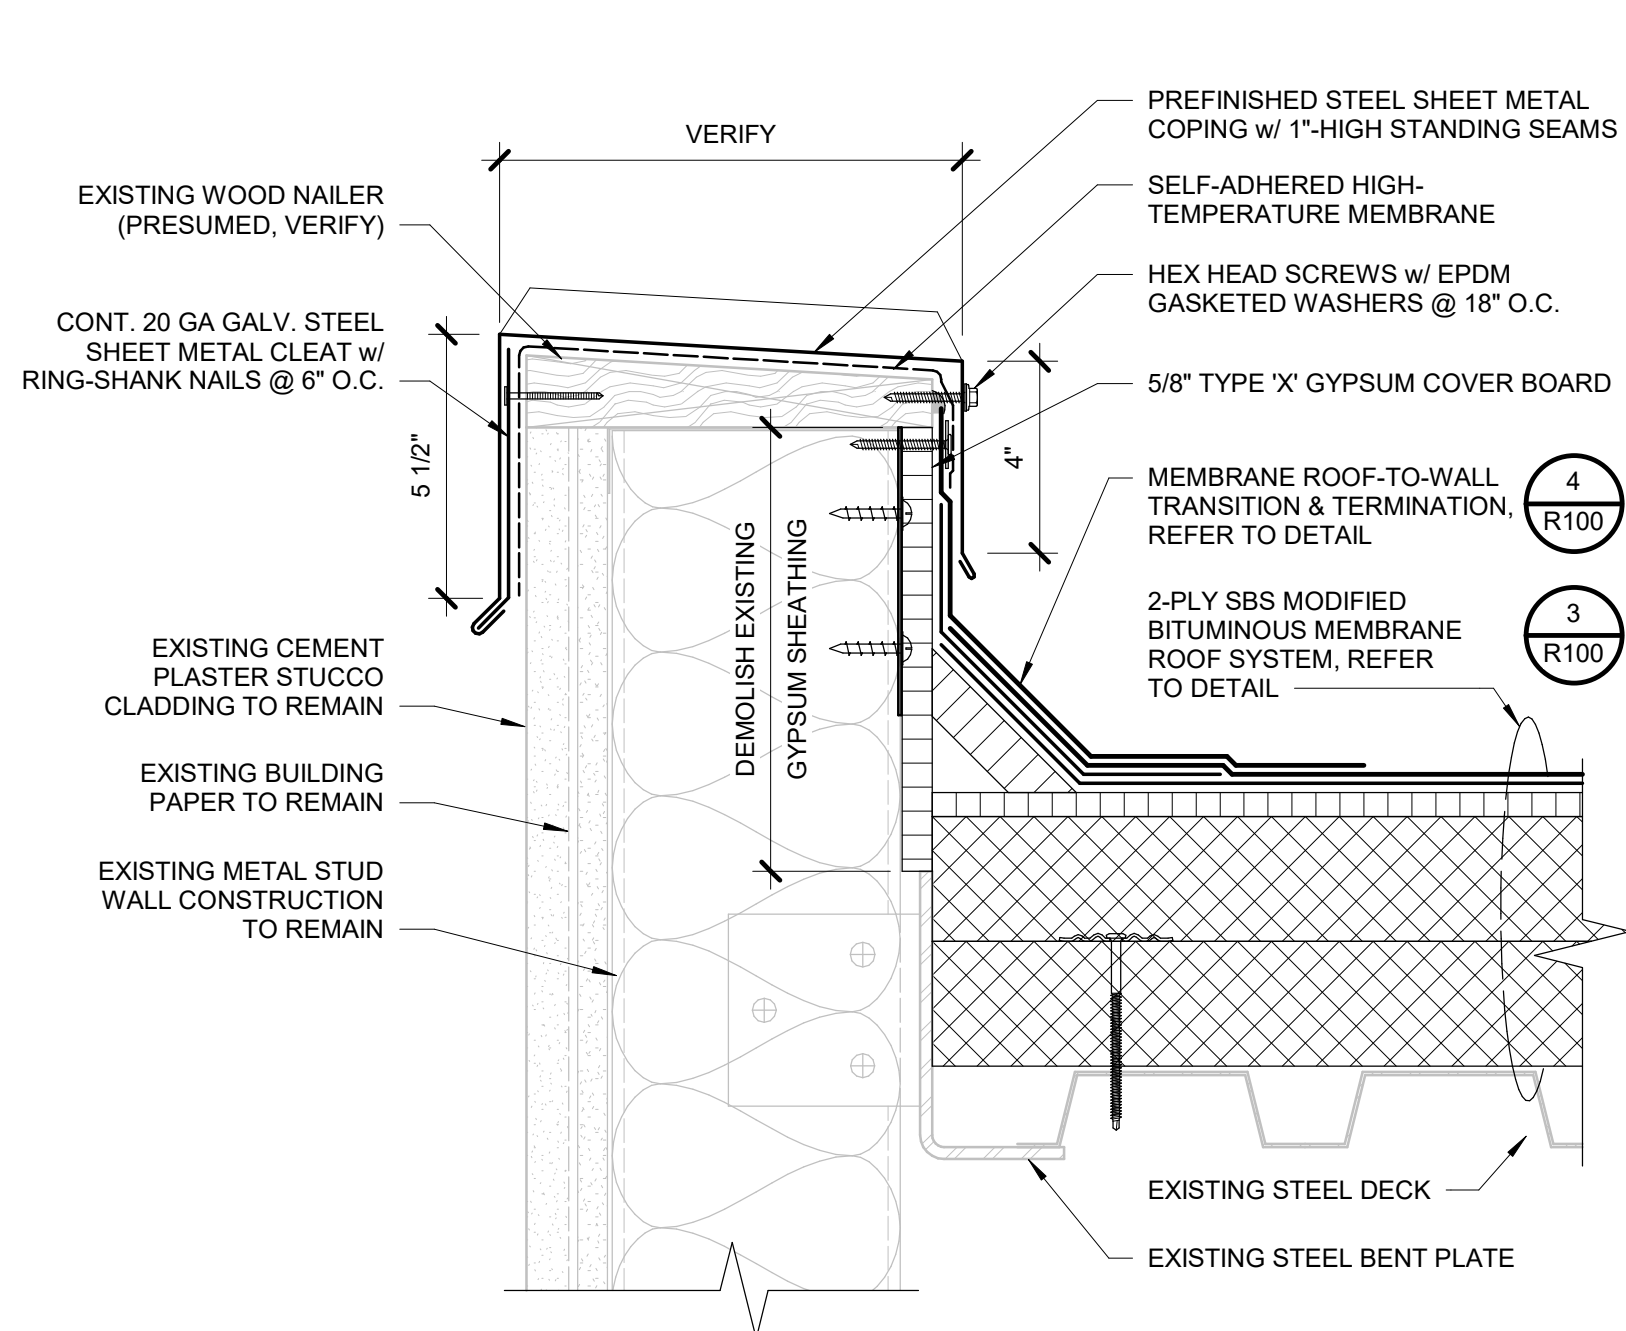 VERIFY
EXISTING WOOD NAILER
(PRESUMED, VERIFY)
CONT. 20 GA GALV. STEEL
SHEET METAL CLEAT w/
RING-SHANK NAILS @ 6" O.C.
5 1/2"
EXISTING CEMENT
PLASTER STUCCO
CLADDING TO REMAIN
EXISTING BUILDING
PAPER TO REMAIN
EXISTING METAL STUD
WALL CONSTRUCTION
TO REMAIN
DEMOLISH EXISTING
GYPSUM SHEATHING
4"
PREFINISHED STEEL SHEET METAL
COPING w/ 1"-HIGH STANDING SEAMS
SELF-ADHERED HIGH-
TEMPERATURE MEMBRANE
HEX HEAD SCREWS w/ EPDM
GASKETED WASHERS @ 18" O.C.
5/8" TYPE 'X' GYPSUM COVER BOARD
MEMBRANE ROOF-TO-WALL
TRANSITION & TERMINATION,
REFER TO DETAIL
4
R100
2-PLY SBS MODIFIED
BITUMINOUS MEMBRANE
ROOF SYSTEM, REFER
TO DETAIL
3
R100
EXISTING STEEL DECK
EXISTING STEEL BENT PLATE